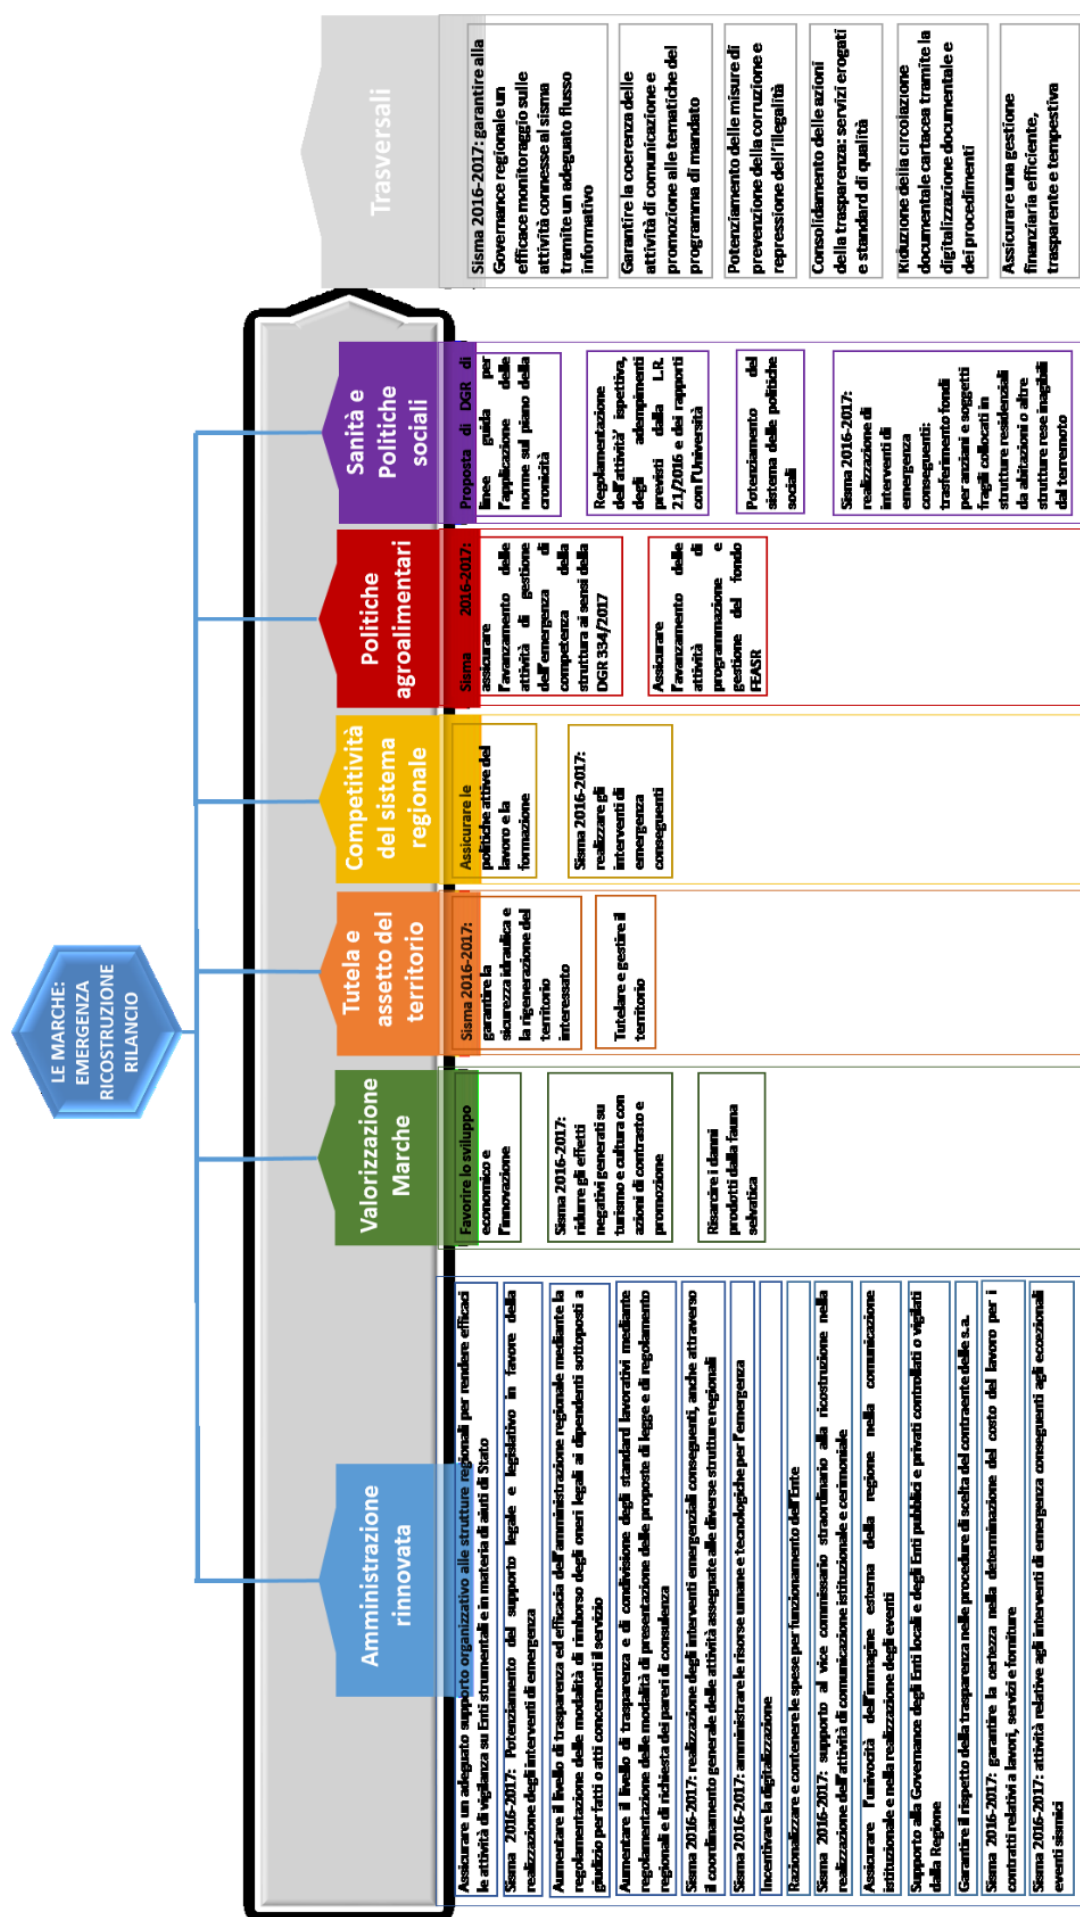 LE MARCHE:
EMERGENZA
RICOSTRUZIONE
RILANCIO
Amministrazione
rinnovata
Assicurare un adeguato supporto organizzativo alle strutture regionali per rendere efficaci
le attività di vigilanza su Enti strumentali e in materia di aiuti di Stato
Sisma 2016-2017: Potenziamento del supporto legale e legislativo in favore della
realizzazione degli interventi di emergenza
Aumentare il livello di trasparenza ed efficacia dell'amministrazione regionale mediante la
regolamentazione delle modalità di rimborso degli oneri legali ai dipendenti sottoposti a
giudizio per fatti o atti concernenti il servizio
Aumentare il livello di trasparenza e di condivisione degli standard lavorativi mediante
regolamentazione delle modalità di presentazione delle proposte di legge e di regolamento
regionali e di richiesta dei pareri di consulenza
Sisma 2016-2017: realizzazione degli interventi emergenziali conseguenti, anche attraverso
il coordinamento generale delle attività assegnate alle diverse strutture regionali
Sisma 2016-2017: amministrare le risorse umane e tecnologiche per l'emergenza
Incentivare la digitalizzazione
Razionalizzare e contenere le spese per funzionamento dell'Ente
Sisma 2016-2017: supporto al vice commissario straordinario alla ricostruzione nella
realizzazione dell'attività di comunicazione istituzionale e cerimoniale
Assicurare l'univocità dell'immagine esterna della regione nella comunicazione
istituzionale e nella realizzazione degli eventi
Supporto alla Governance degli Enti locali e degli Enti pubblici e privati controllati o vigilati
dalla Regione
Garantire il rispetto della trasparenza nelle procedure di scelta del contraente delle s.a.
Sisma 2016-2017: garantire la certezza nella determinazione del costo del lavoro per i
contratti relativi a lavori, servizi e forniture
Sisma 2016-2017: attività relative agli interventi di emergenza conseguenti agli eccezionali
eventi sismici
Valorizzazione
Marche
Favorire lo sviluppo
economico e
l'innovazione
Sisma 2016-2017:
ridurre gli effetti
negativi generati su
turismo e cultura con
azioni di contrasto e
promozione
Risarcire i danni
prodotti dalla fauna
selvatica
Tutela e
assetto del
territorio
Sisma 2016-2017:
garantire la
sicurezza idraulica e
la rigenerazione del
territorio
interessato
Tutelare e gestire il
territorio
Competitività
del sistema
regionale
Assicurare le
politiche attive del
lavoro e la
formazione
Sisma 2016-2017:
realizzare gli
interventi di
emergenza
conseguenti
Politiche
agroalimentari
Sisma 2016-2017:
assicurare
l'avanzamento delle
attività di gestione
dell'emergenza di
competenza della
struttura ai sensi della
DGR 334/2017
Assicurare
l'avanzamento delle
attività di
programmazione e
gestione del fondo
FEASR
Sanità e
Politiche
sociali
Proposta di DGR di
linee guida per
l'applicazione delle
norme sul piano della
cronicità
Regolamentazione
dell'attività' ispettiva,
degli adempimenti
previsti dalla L.R.
21/2016 e dei rapporti
con l'Università
Potenziamento del
sistema delle politiche
sociali
Sisma 2016-2017:
realizzazione di
interventi di
emergenza
conseguenti:
trasferimento fondi
per anziani e soggetti
fragili collocati in
strutture residenziali
da abitazioni o altre
strutture rese inagibili
dal terremoto
Trasversali
Sisma 2016-2017: garantire alla
Governance regionale un
efficace monitoraggio sulle
attività connesse al sisma
tramite un adeguato flusso
informativo
Garantire la coerenza delle
attività di comunicazione e
promozione alle tematiche del
programma di mandato
Potenziamento delle misure di
prevenzione della corruzione e
repressione dell'illegalità
Consolidamento delle azioni
della trasparenza: servizi erogati
e standard di qualità
Riduzione della circolazione
documentale cartacea tramite la
digitalizzazione documentale e
dei procedimenti
Assicurare una gestione
finanziaria efficiente,
trasparente e tempestiva